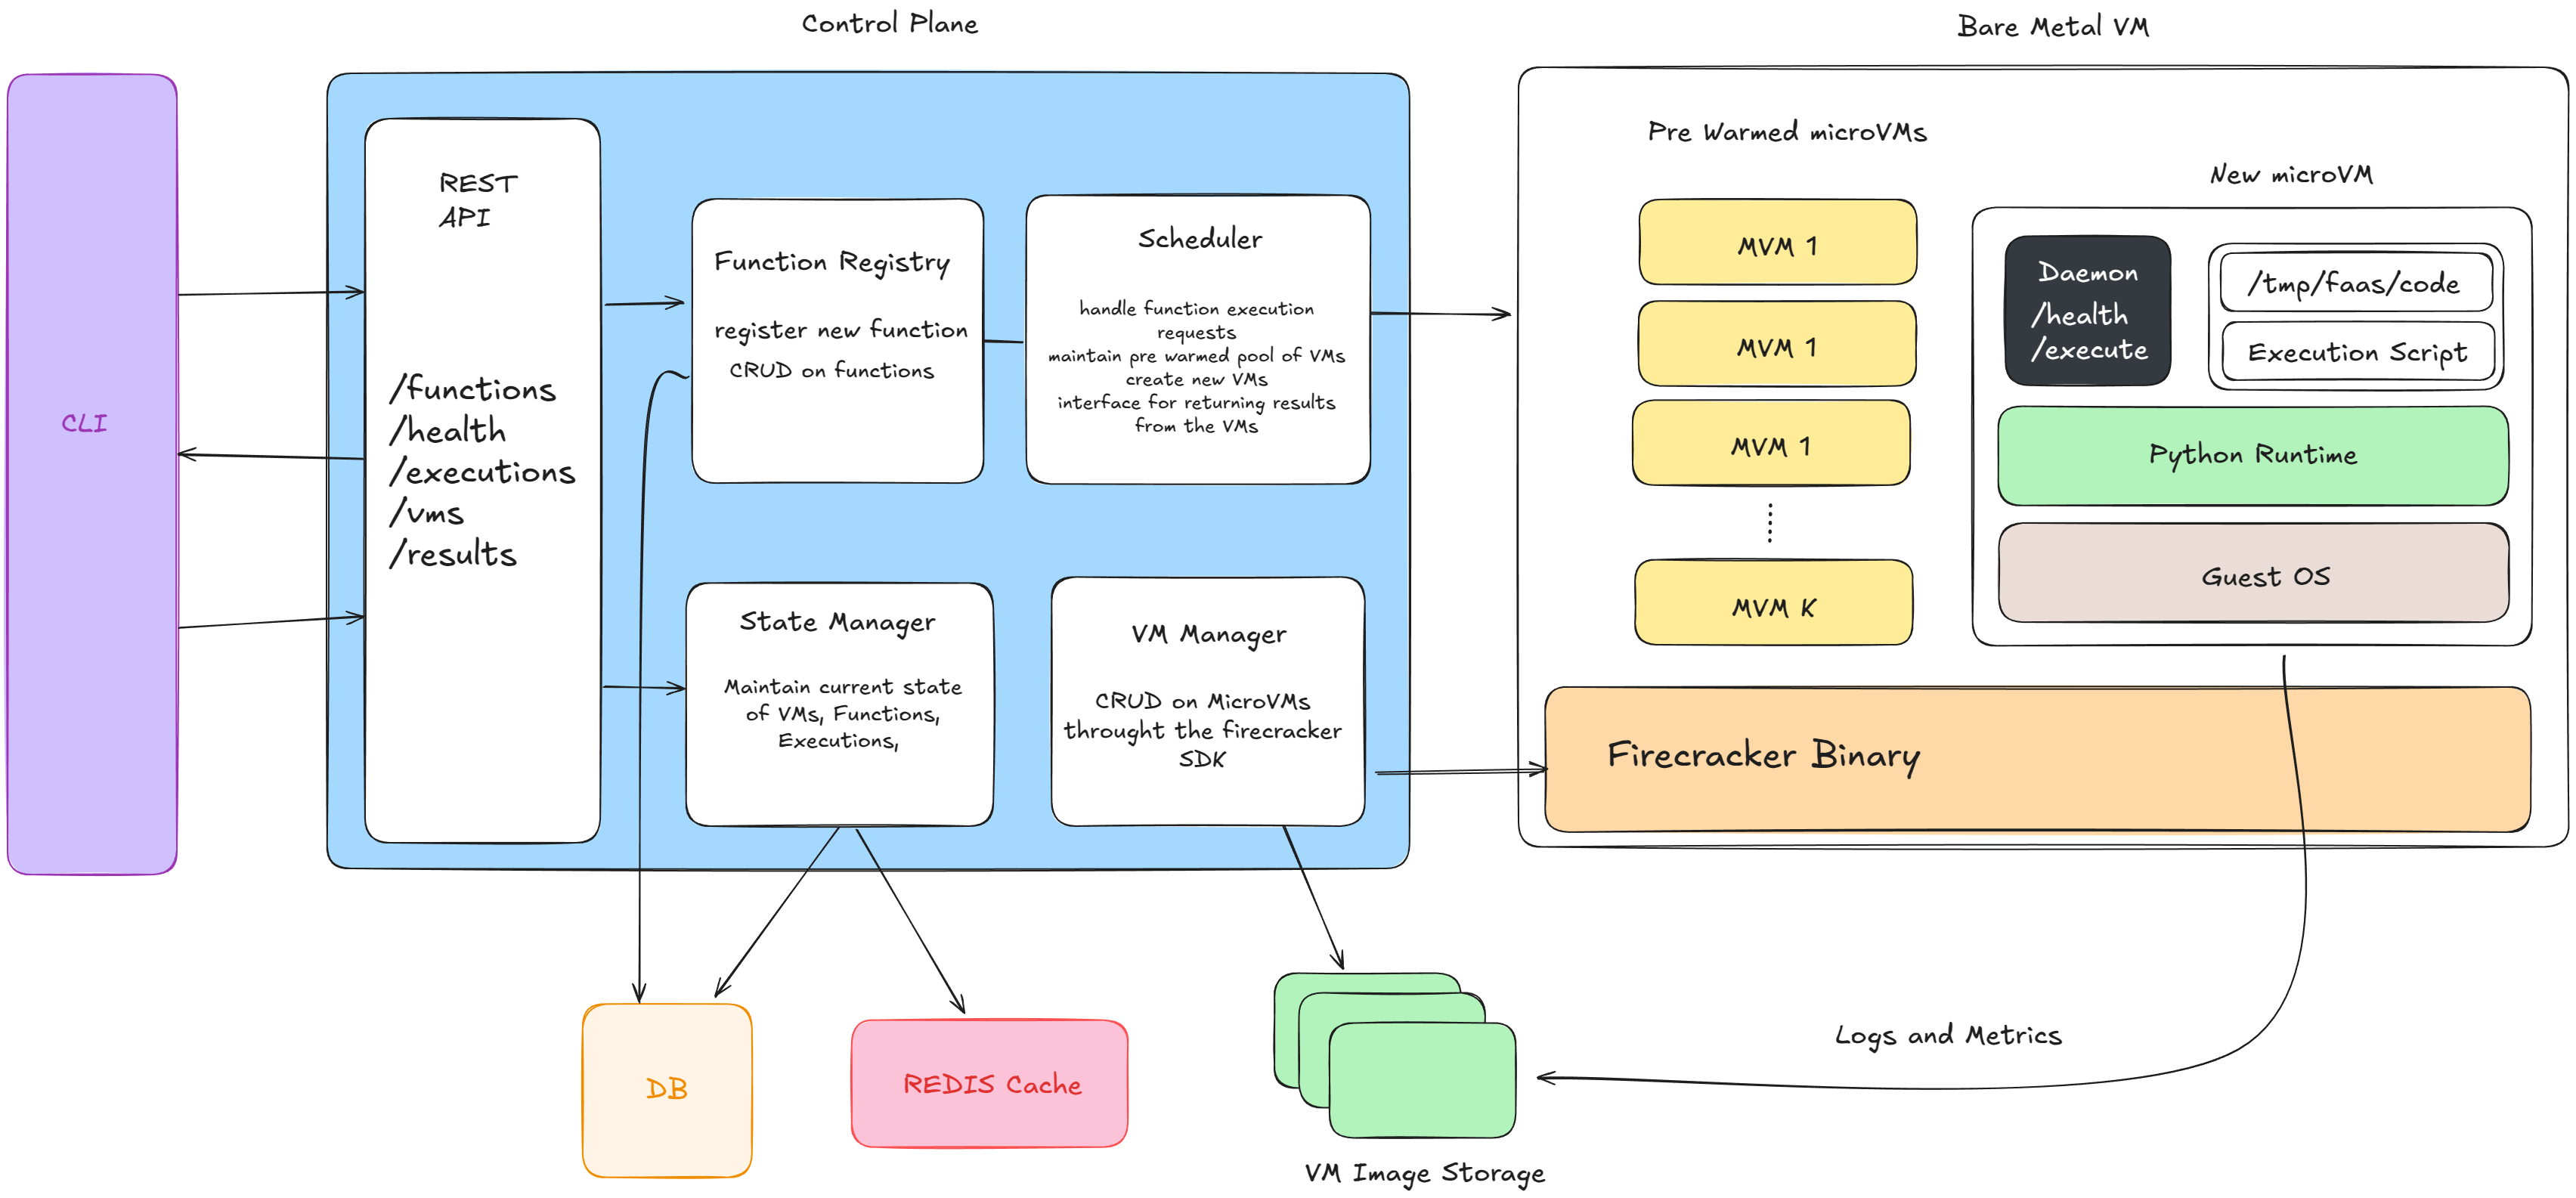 Control Plane
Bare Metal VM
CLI
REST
API
/functions
/health
/executions
/vms
/results
Function Registry
register new function
CRUD on functions
Scheduler
handle function execution
requests
maintain pre warmed pool of VMs
create new VMs
interface for returning results
from the VMs
State Manager
Maintain current state
of VMs, Functions,
Executions,
VM Manager
CRUD on MicroVMs
throught the firecracker
SDK
Pre Warmed microVMs
MVM 1
MVM 1
MVM 1
MVM K
New microVM
Daemon
/health
/execute
/tmp/faas/code
Execution Script
Python Runtime
Guest OS
Firecracker Binary
DB
REDIS Cache
Logs and Metrics
VM Image Storage